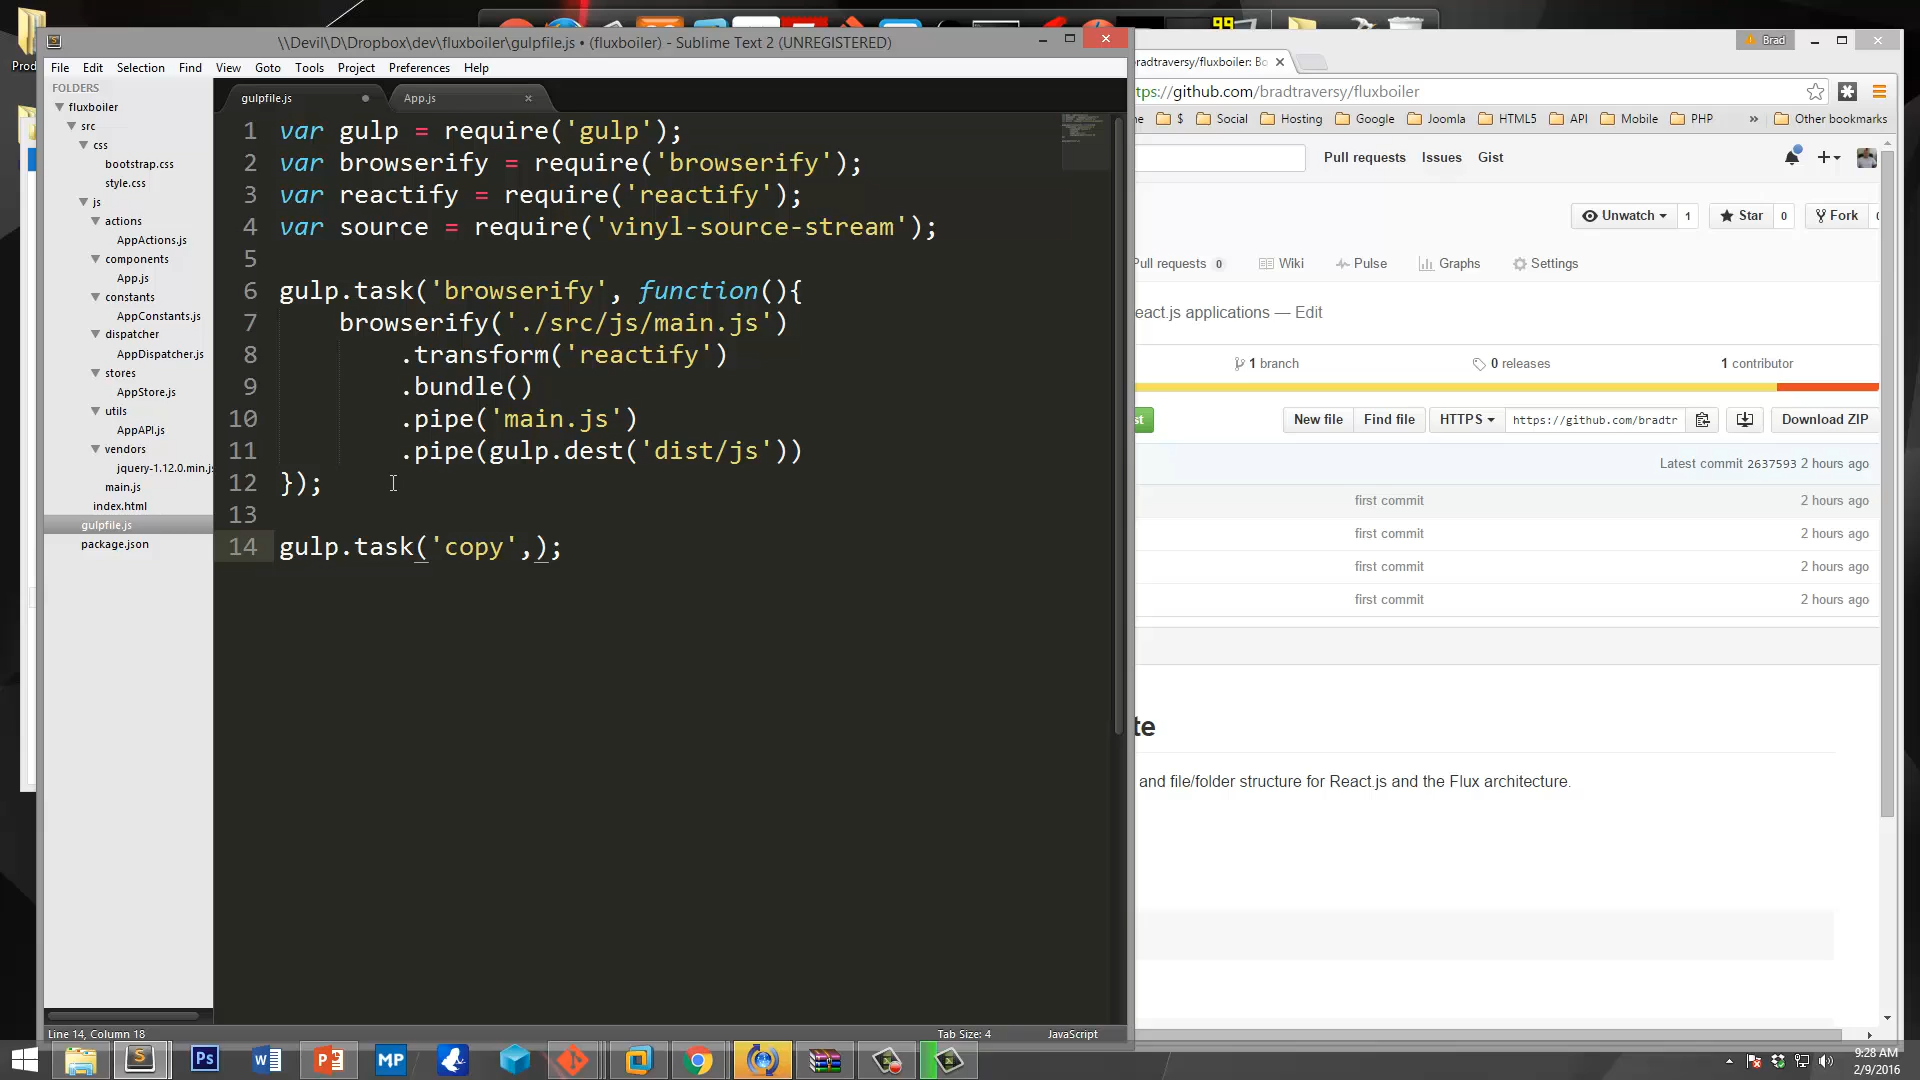 Prod
\\Devil\D\Dropbox\dev\fluxboiler\gulpfile.js • (fluxboiler) - Sublime Text 2 (UNREGISTERED)
File Edit Selection Find View Goto Tools Project Preferences Help
FOLDERS
fluxboiler
src
css
bootstrap.css
style.css
js
actions
AppActions.js
components
App.js
constants
AppConstants.js
dispatcher
AppDispatcher.js
stores
AppStore.js
utils
AppAPI.js
vendors
jquery-1.12.0.min.js
main.js
index.html
gulpfile.js
package.json
gulpfile.js App.js
1 var gulp = require('gulp');
2 var browserify = require('browserify');
3 var reactify = require('reactify');
4 var source = require('vinyl-source-stream');
5
6 gulp.task('browserify', function(){
7 browserify('./src/js/main.js')
8 .transform('reactify')
9 .bundle()
10 .pipe('main.js')
11 .pipe(gulp.dest('dist/js'))
12 });
13
14 gulp.task('copy',);
Line 14, Column 18 Tab Size: 4 JavaScript
99
Brad
radtraversy/fluxboiler: Bo
tps://github.com/bradtraversy/fluxboiler
ne $ Social Hosting Google Joomla HTML5 API Mobile PHP » Other bookmarks
Pull requests Issues Gist
Unwatch 1 Star 0 Fork
Pull requests 0 Wiki Pulse Graphs Settings
eact.js applications — Edit
1 branch 0 releases 1 contributor
st New file Find file HTTPS https://github.com/bradtr Download ZIP
Latest commit 2637593 2 hours ago
first commit 2 hours ago
first commit 2 hours ago
first commit 2 hours ago
first commit 2 hours ago
te
and file/folder structure for React.js and the Flux architecture.
S Ps W P MP
9:28 AM
2/9/2016